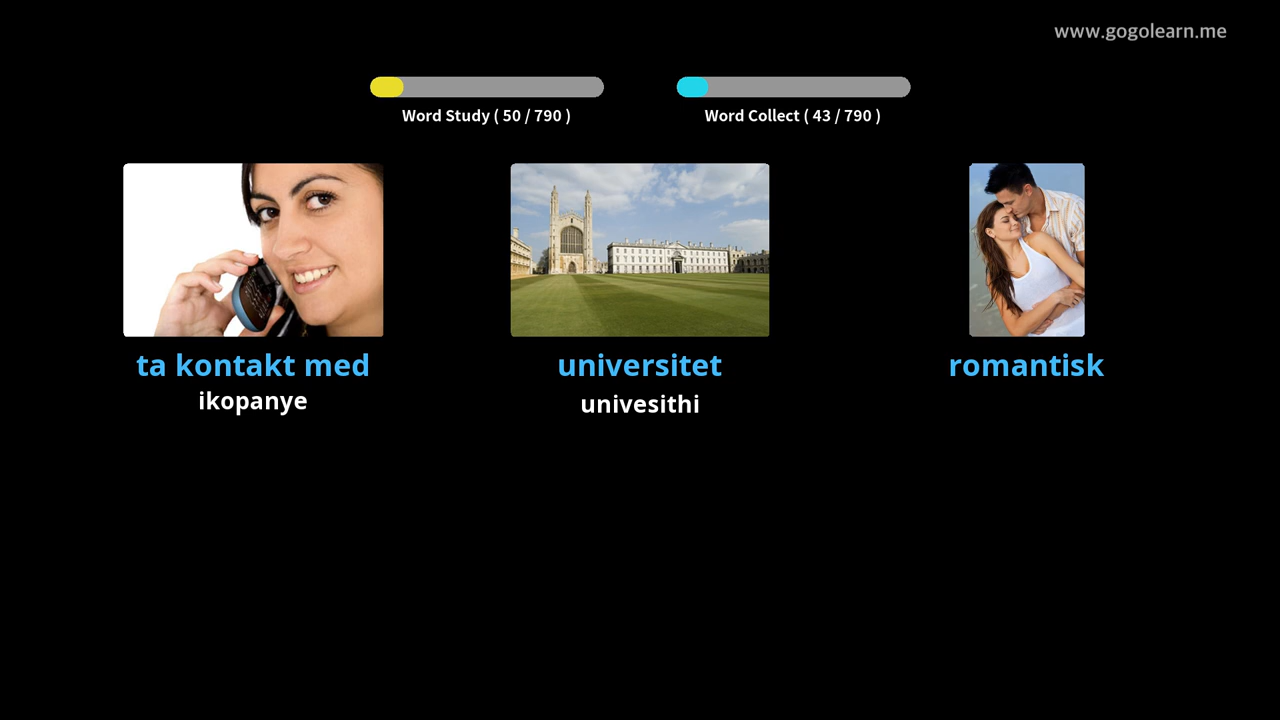 www.gogolearn.me
Word Study ( 50 / 790 )
Word Collect ( 43 / 790 )
ta kontakt med
ikopanye
universitet
univesithi
romantisk